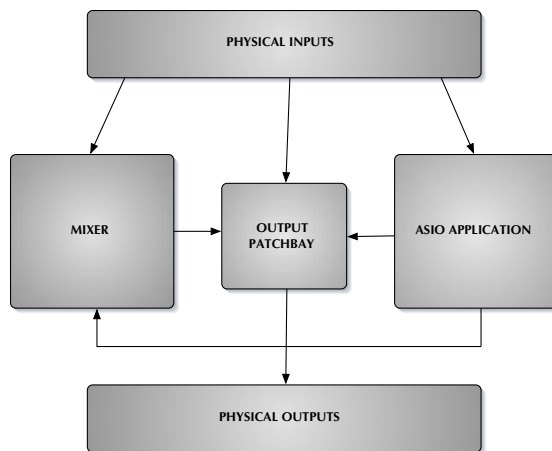 PHYSICAL INPUTS
MIXER
OUTPUT
PATCHBAY
ASIO APPLICATION
PHYSICAL OUTPUTS